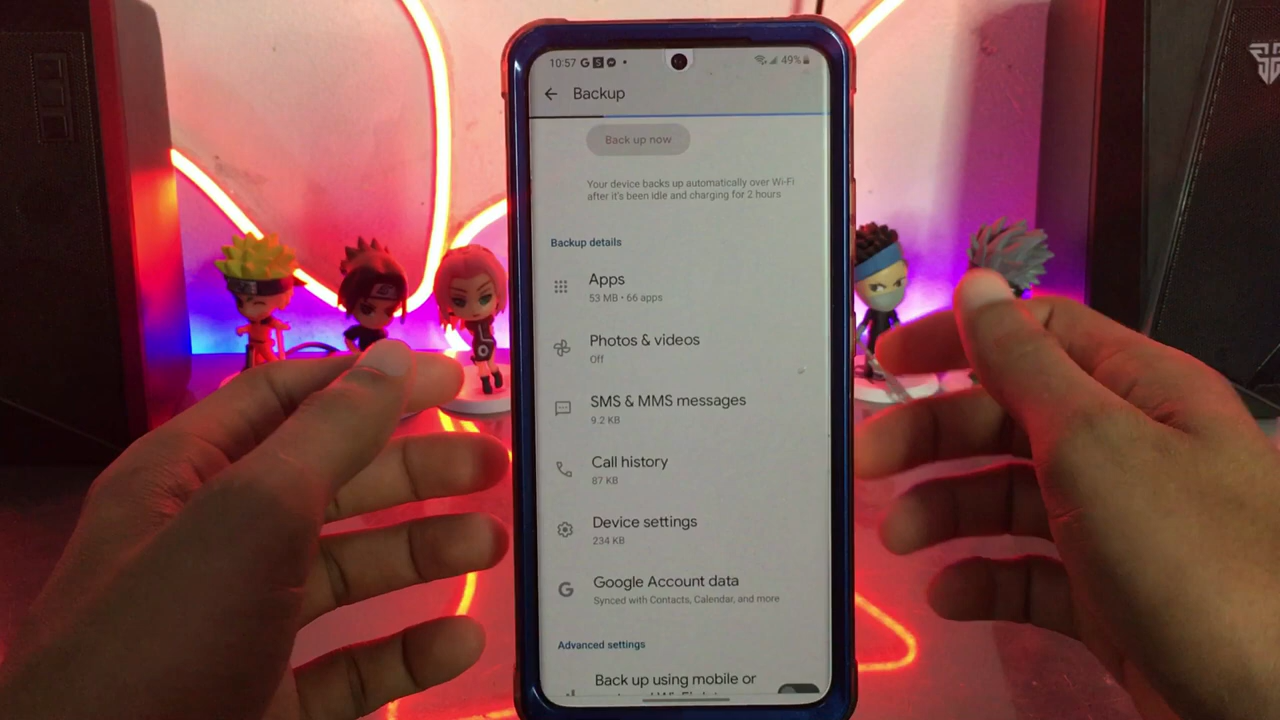 10:57 G S 49%
Backup
Back up now
Your device backs up automatically over Wi-Fi
after it's been idle and charging for 2 hours
Backup details
Apps
53 MB • 66 apps
Photos & videos
Off
SMS & MMS messages
9.2 KB
Call history
87 KB
Device settings
234 KB
G Google Account data
Synced with Contacts, Calendar, and more
Advanced settings
Back up using mobile or